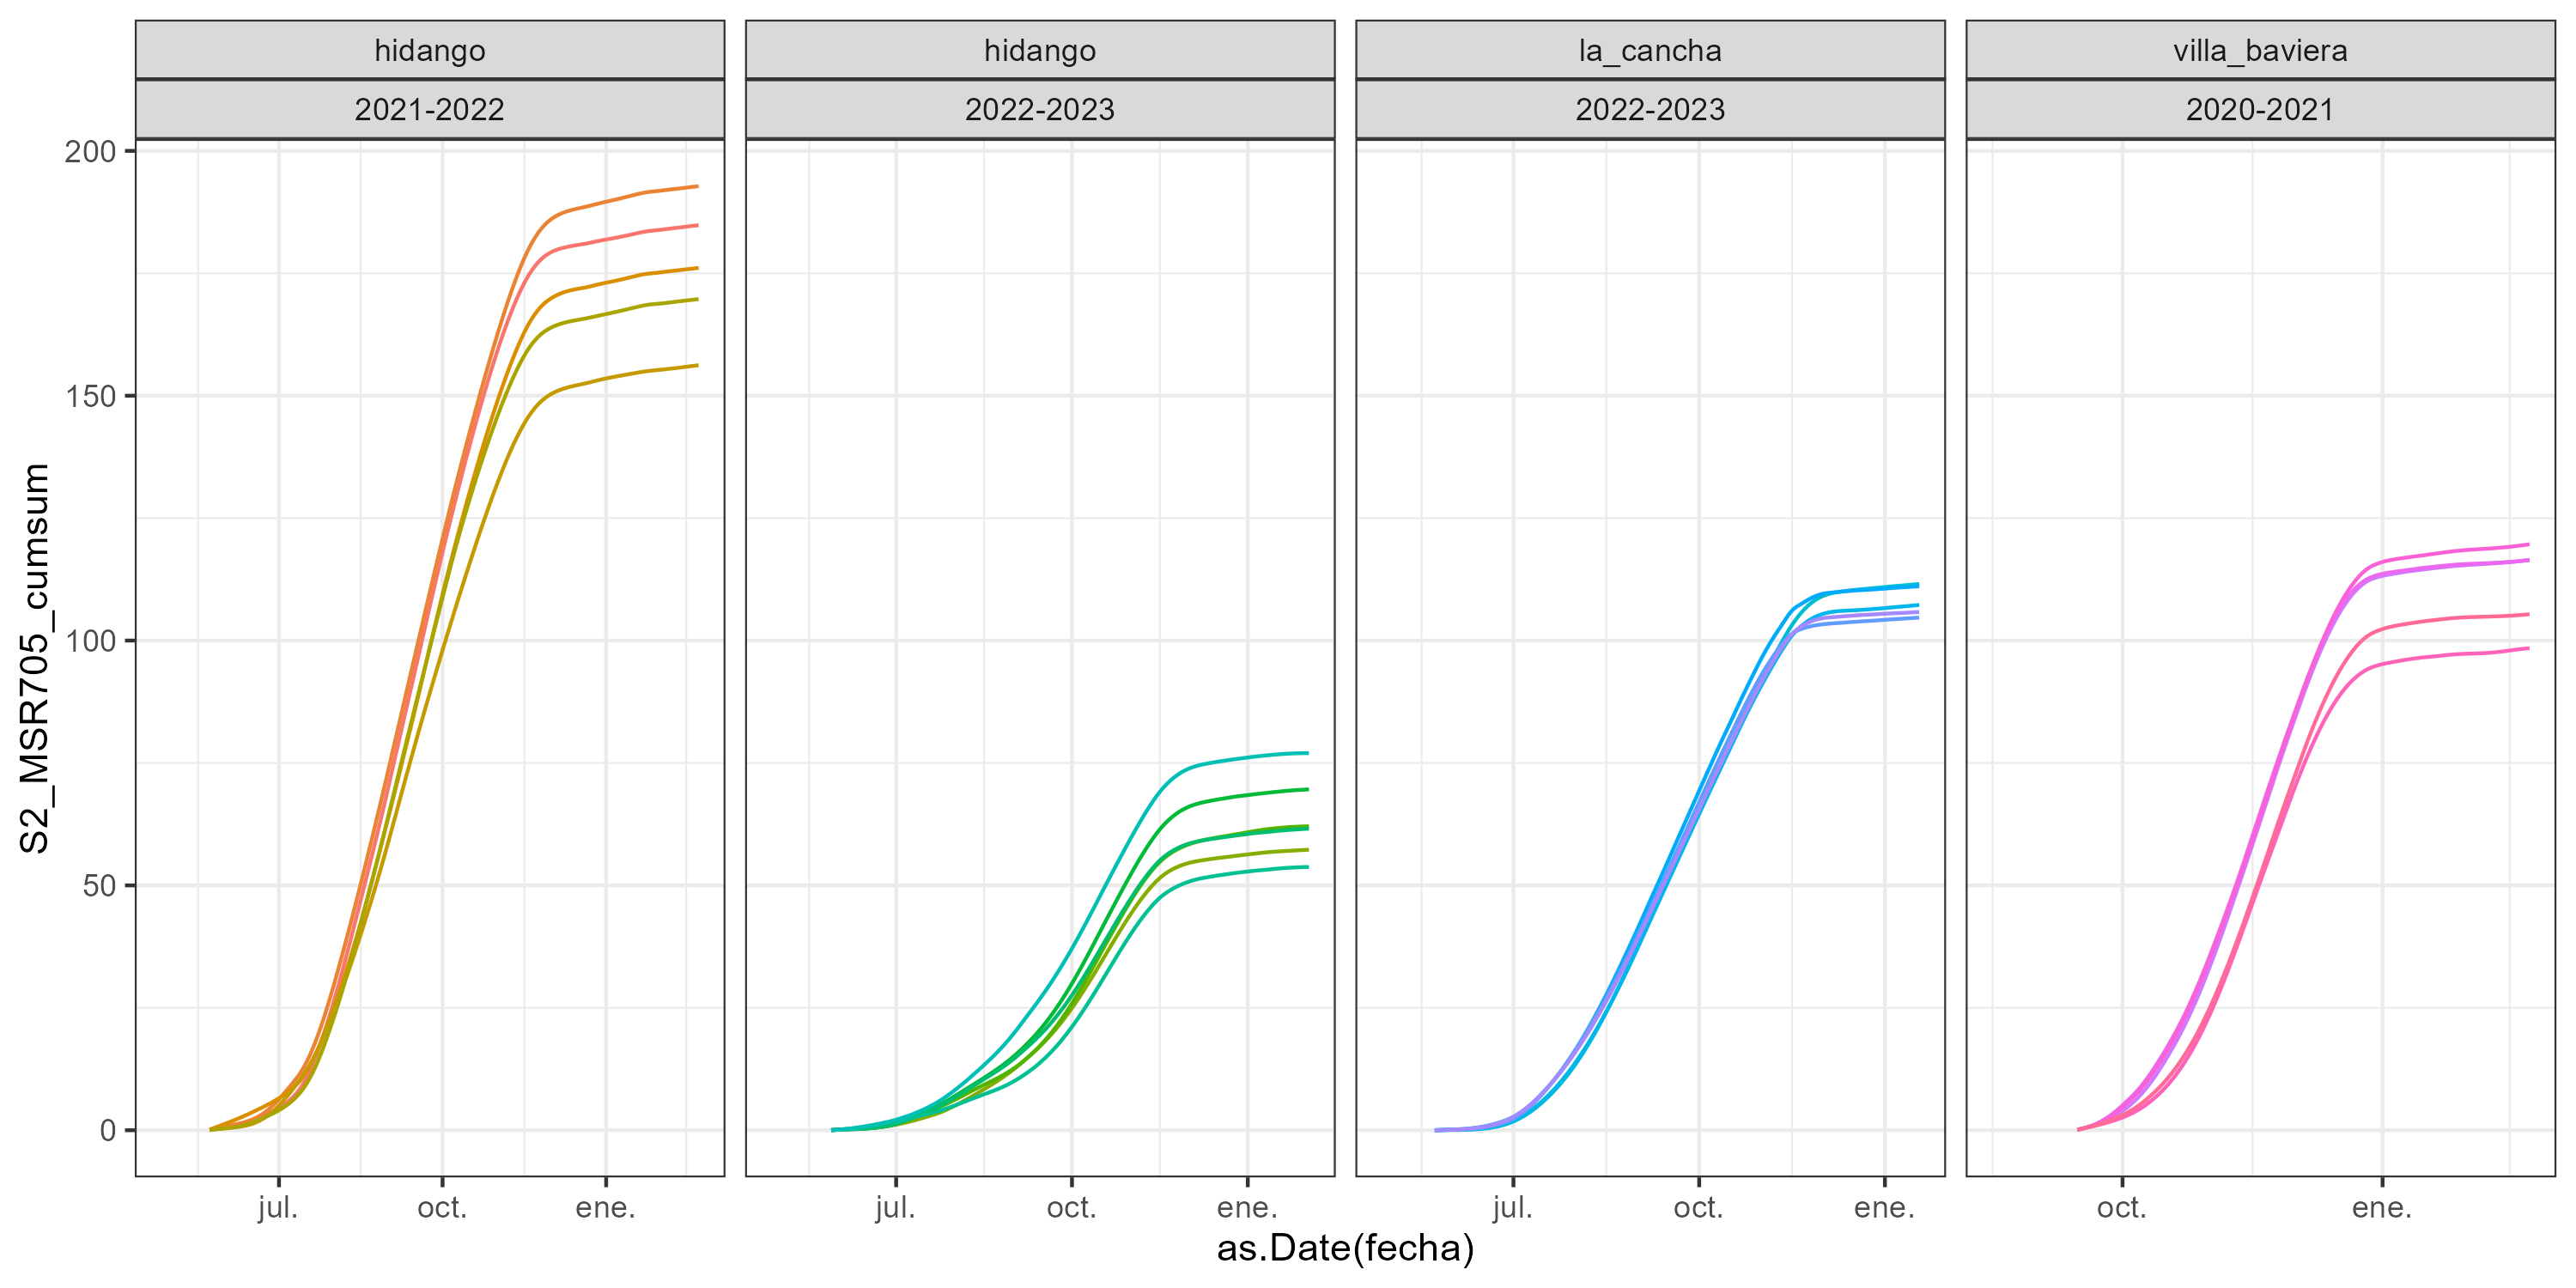 hidango hidango la_cancha villa_baviera
2021-2022 2022-2023 2022-2023 2020-2021
200
150
100
50
0
S2_MSR705_cumsum
jul. oct. ene. jul. oct. ene. jul. oct. ene. oct. ene.
as.Date(fecha)